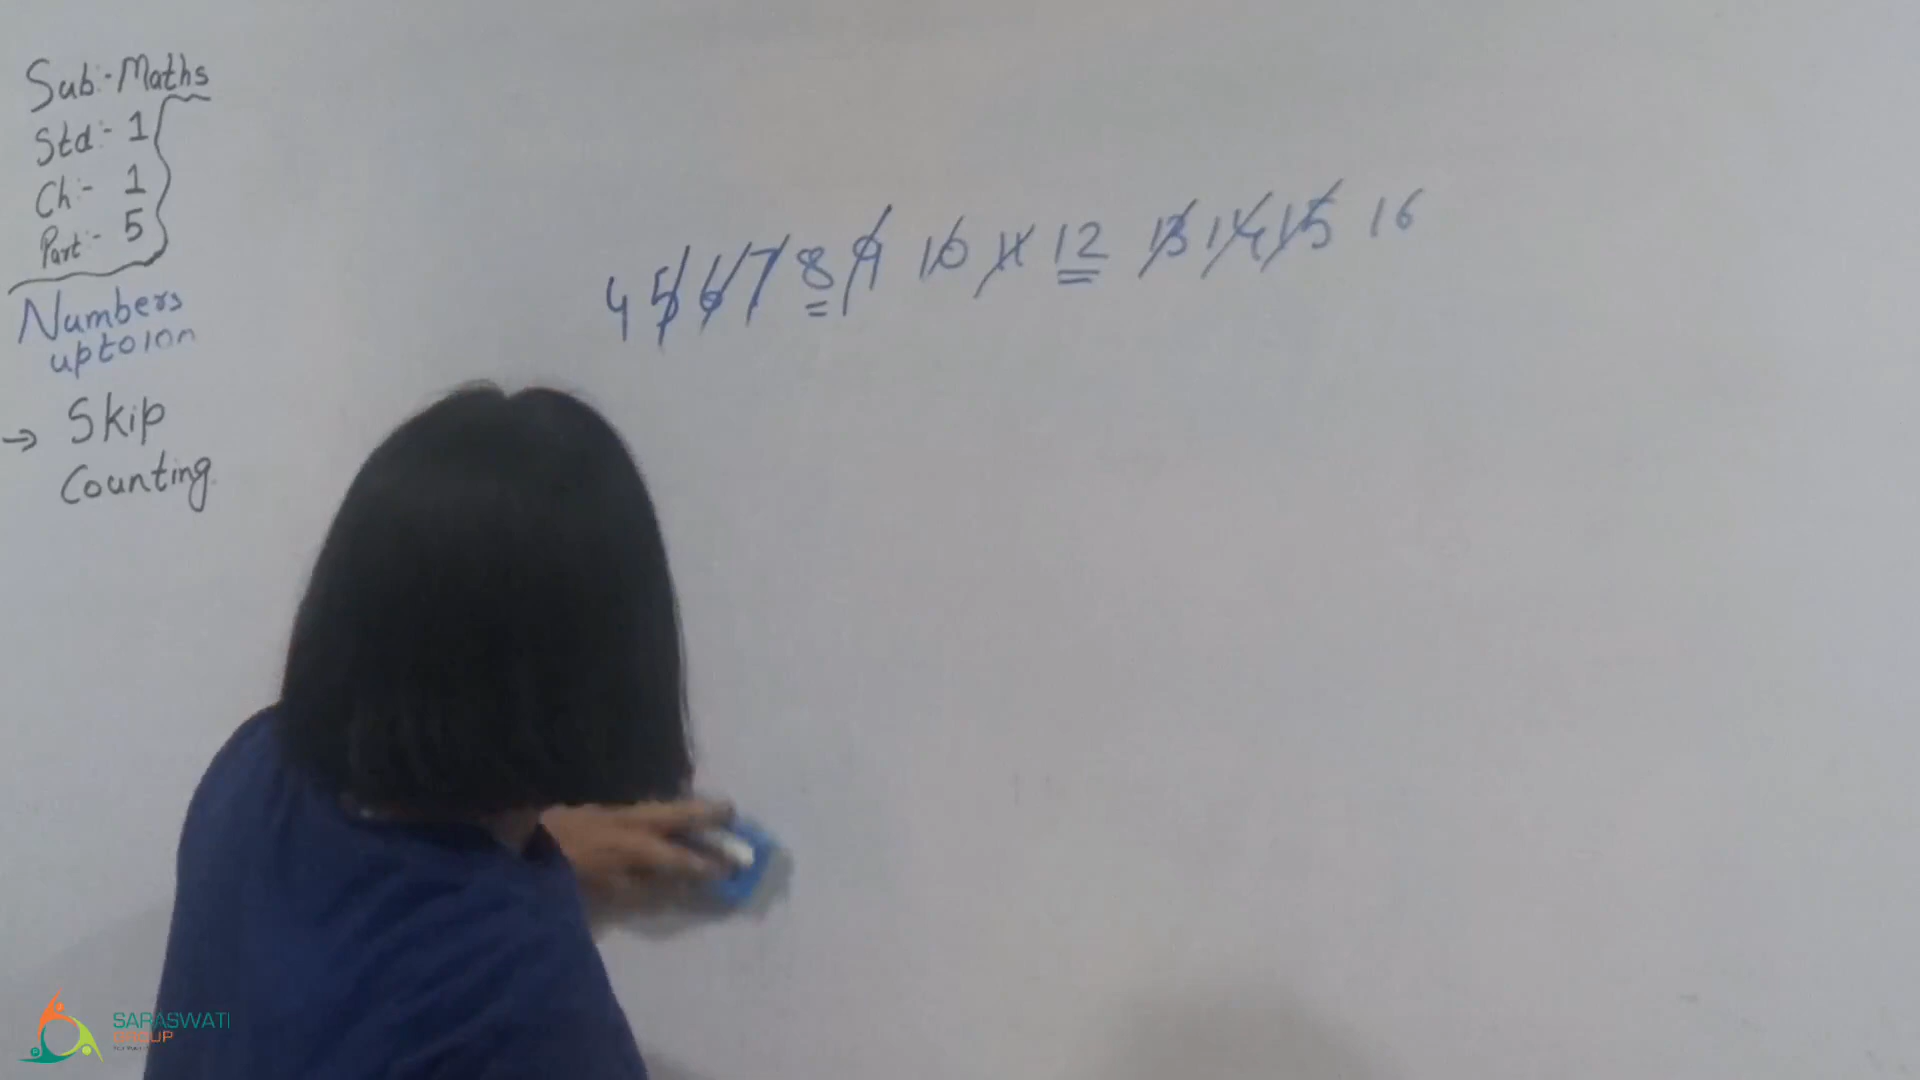 Sub:- Maths
Std:- 1
Ch:- 1
Part:- 5
Numbers
upto 100
→ Skip
Counting
4 5 6 7 8 9 10 11 12 13 14 15 16
SARASWATI
GROUP